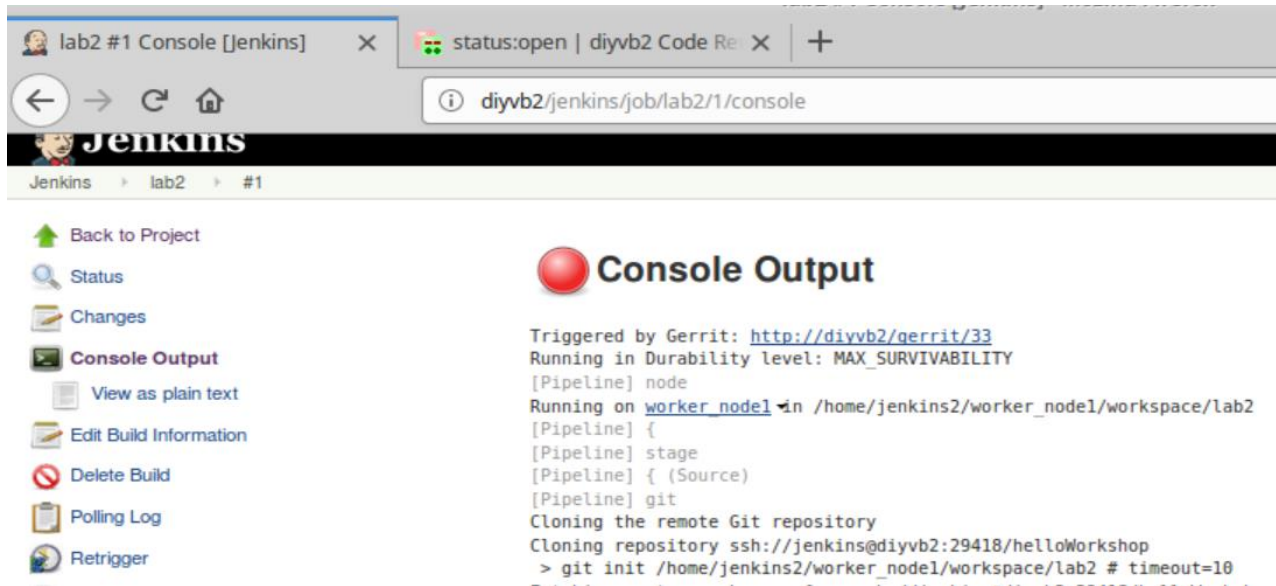 lab2 #1 Console [Jenkins]
status:open | diyvb2 Code Re
diyvb2/jenkins/job/lab2/1/console
Jenkins
Jenkins lab2 #1
Back to Project
Status
Changes
Console Output
View as plain text
Edit Build Information
Delete Build
Polling Log
Retrigger
Console Output
Triggered by Gerrit: http://diyvb2/gerrit/33
Running in Durability level: MAX_SURVIVABILITY
[Pipeline] node
Running on worker_node1 in /home/jenkins2/worker_node1/workspace/lab2
[Pipeline] {
[Pipeline] stage
[Pipeline] { (Source)
[Pipeline] git
Cloning the remote Git repository
Cloning repository ssh://jenkins@diyvb2:29418/helloWorkshop
> git init /home/jenkins2/worker_node1/workspace/lab2 # timeout=10